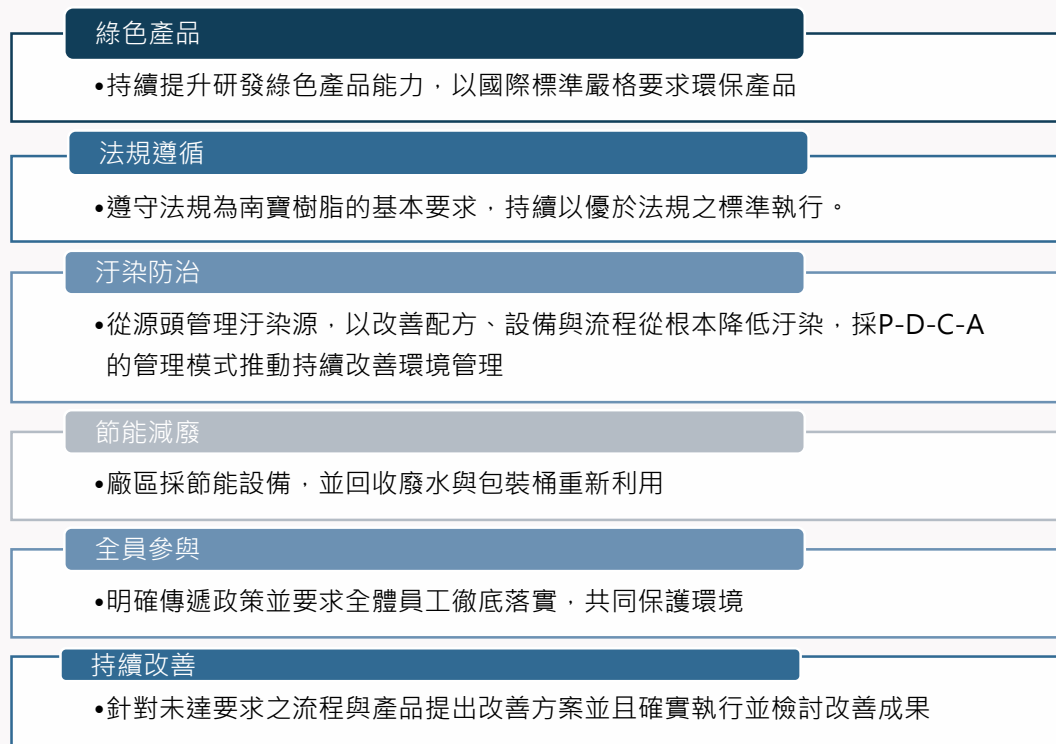 綠色產品
•持續提升研發綠色產品能力，以國際標準嚴格要求環保產品
法規遵循
•遵守法規為南寶樹脂的基本要求，持續以優於法規之標準執行。
汙染防治
•從源頭管理汙染源，以改善配方、設備與流程從根本降低汙染，採P-D-C-A
的管理模式推動持續改善環境管理
節能減廢
•廠區採節能設備，並回收廢水與包裝桶重新利用
全員參與
•明確傳遞政策並要求全體員工徹底落實，共同保護環境
持續改善
•針對未達要求之流程與產品提出改善方案並且確實執行並檢討改善成果